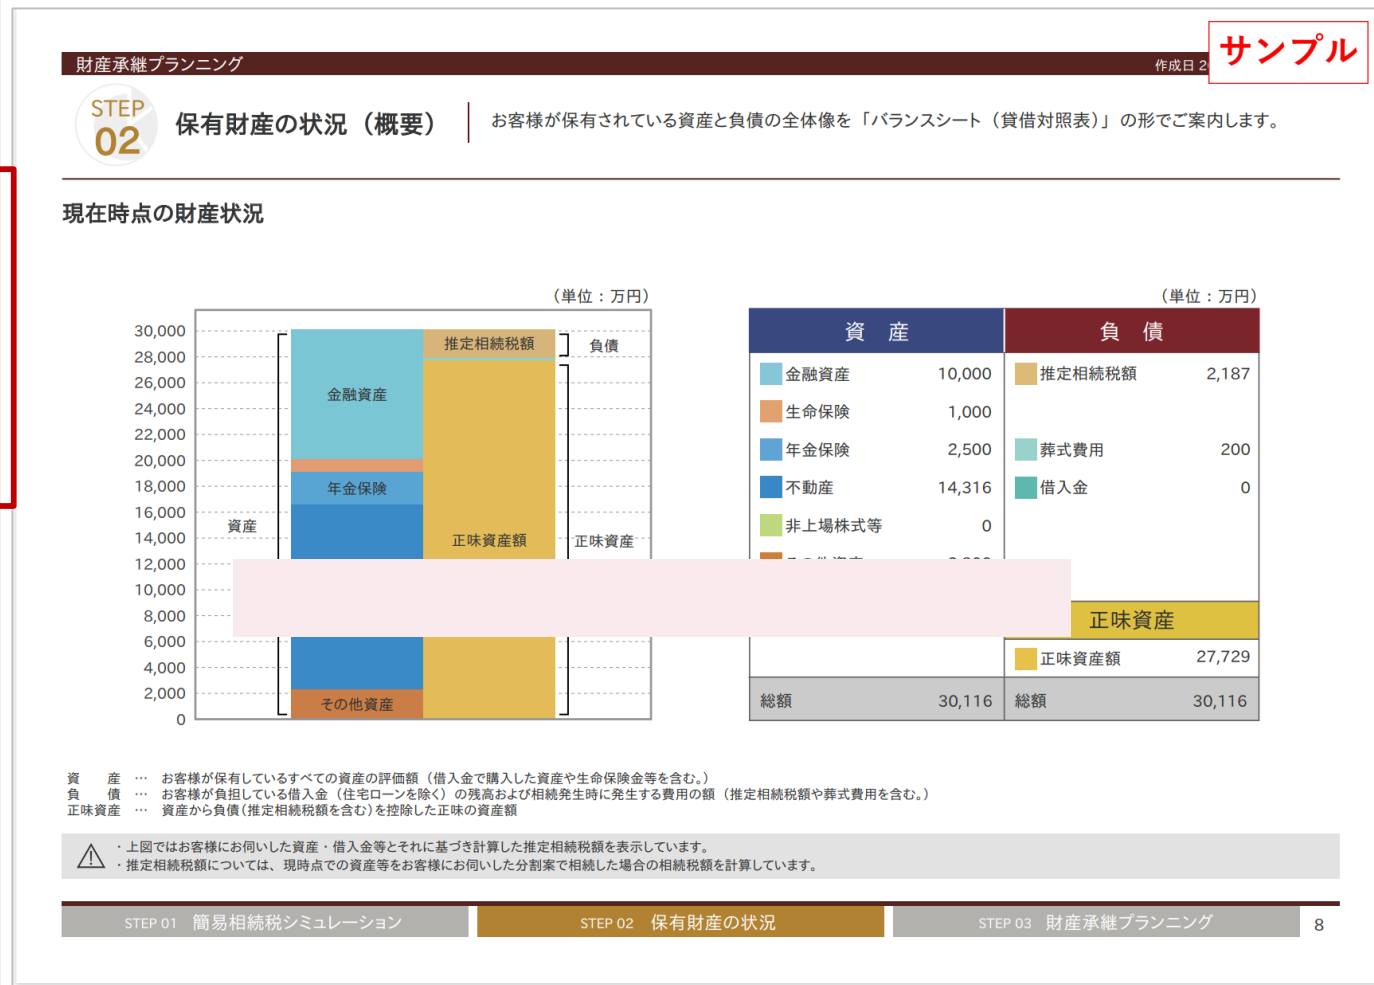 サンプル
財産承継プランニング
作成日 2
STEP
02
保有財産の状況（概要）
お客様が保有されている資産と負債の全体像を「バランスシート（貸借対照表）」の形でご案内します。
現在時点の財産状況
（単位：万円）
30,000
28,000
26,000
24,000
22,000
20,000
18,000
16,000
14,000
12,000
10,000
8,000
6,000
4,000
2,000
0
資産
金融資産
年金保険
その他資産
推定相続税額
正味資産額
負債
正味資産
（単位：万円）
資　産 負　債
金融資産 10,000 推定相続税額 2,187
生命保険 1,000
年金保険 2,500 葬式費用 200
不動産 14,316 借入金 0
非上場株式等 0
正味資産
正味資産額 27,729
総額 30,116 総額 30,116
資　産 … お客様が保有しているすべての資産の評価額（借入金で購入した資産や生命保険金等を含む。）
負　債 … お客様が負担している借入金（住宅ローンを除く）の残高および相続発生時に発生する費用の額（推定相続税額や葬式費用を含む。）
正味資産 … 資産から負債(推定相続税額を含む)を控除した正味の資産額
・上図ではお客様にお伺いした資産・借入金等とそれに基づき計算した推定相続税額を表示しています。
・推定相続税額については、現時点での資産等をお客様にお伺いした分割案で相続した場合の相続税額を計算しています。
STEP 01 簡易相続税シミュレーション STEP 02 保有財産の状況 STEP 03 財産承継プランニング 8